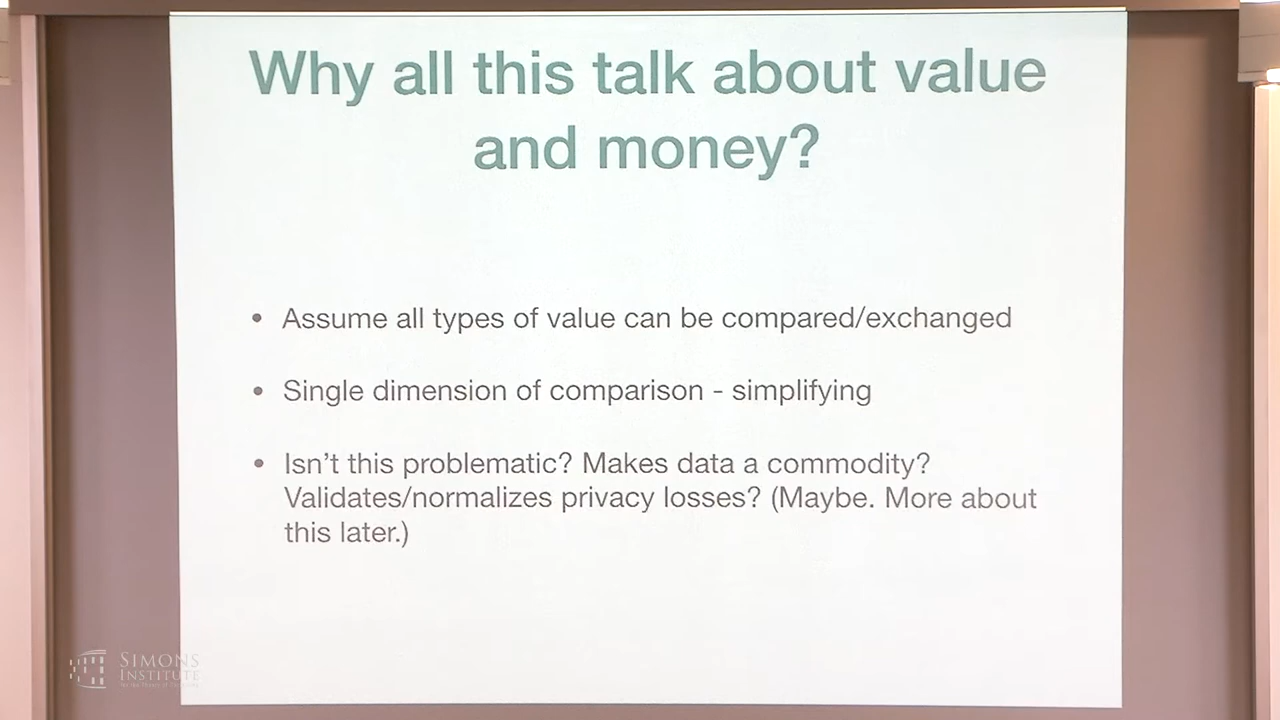 Why all this talk about value
and money?
• Assume all types of value can be compared/exchanged
• Single dimension of comparison - simplifying
• Isn't this problematic? Makes data a commodity?
Validates/normalizes privacy losses? (Maybe. More about
this later.)
SIMONS
INSTITUTE